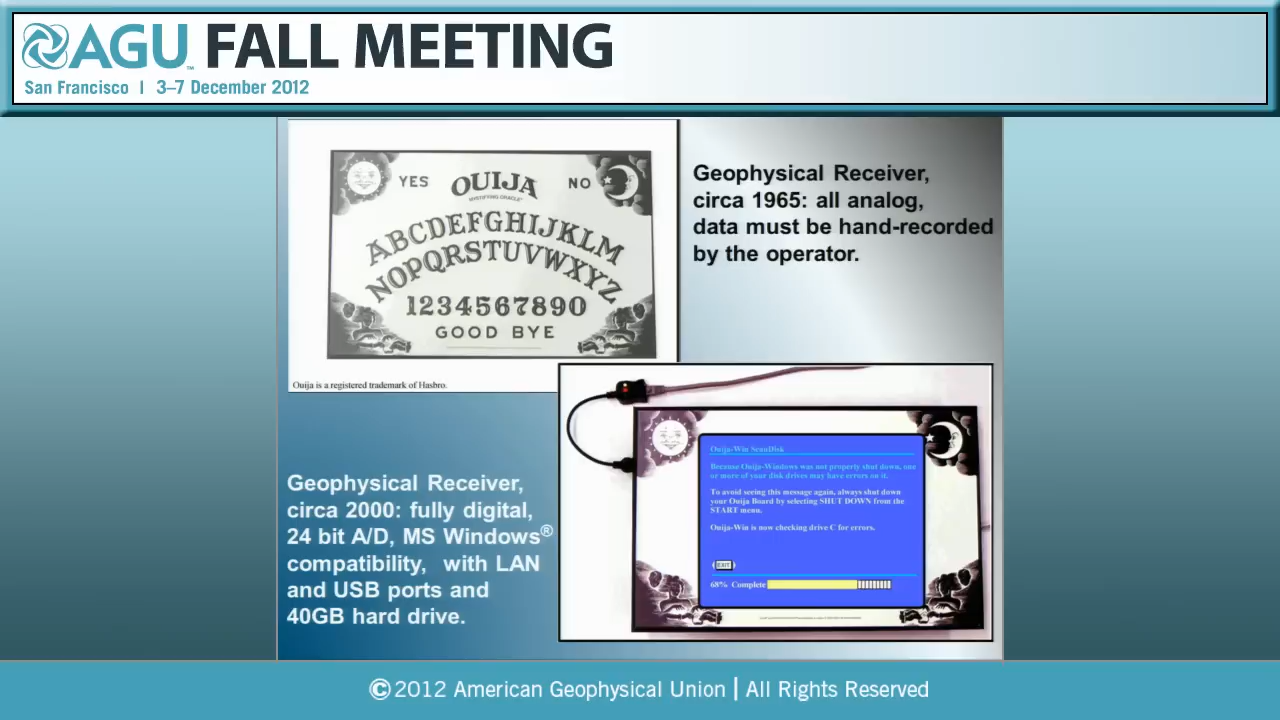 AGU FALL MEETING
San Francisco | 3–7 December 2012
YES OUIJA NO
ABCDEFGHIJKLM
NOPQRSTUVWXYZ
1234567890
GOOD BYE
Ouija is a registered trademark of Hasbro.
Geophysical Receiver,
circa 1965: all analog,
data must be hand-recorded
by the operator.
Geophysical Receiver,
circa 2000: fully digital,
24 bit A/D, MS Windows®
compatibility, with LAN
and USB ports and
40GB hard drive.
Ouija-Win ScanDisk
Because Ouija-Windows was not properly shut down, one
or more of your disk drives may have errors on it.
To avoid seeing this message again, always shut down
your Ouija Board by selecting SHUT DOWN from the
START menu.
Ouija-Win is now checking drive C for errors.
EXIT
68% Complete
©2012 American Geophysical Union | All Rights Reserved